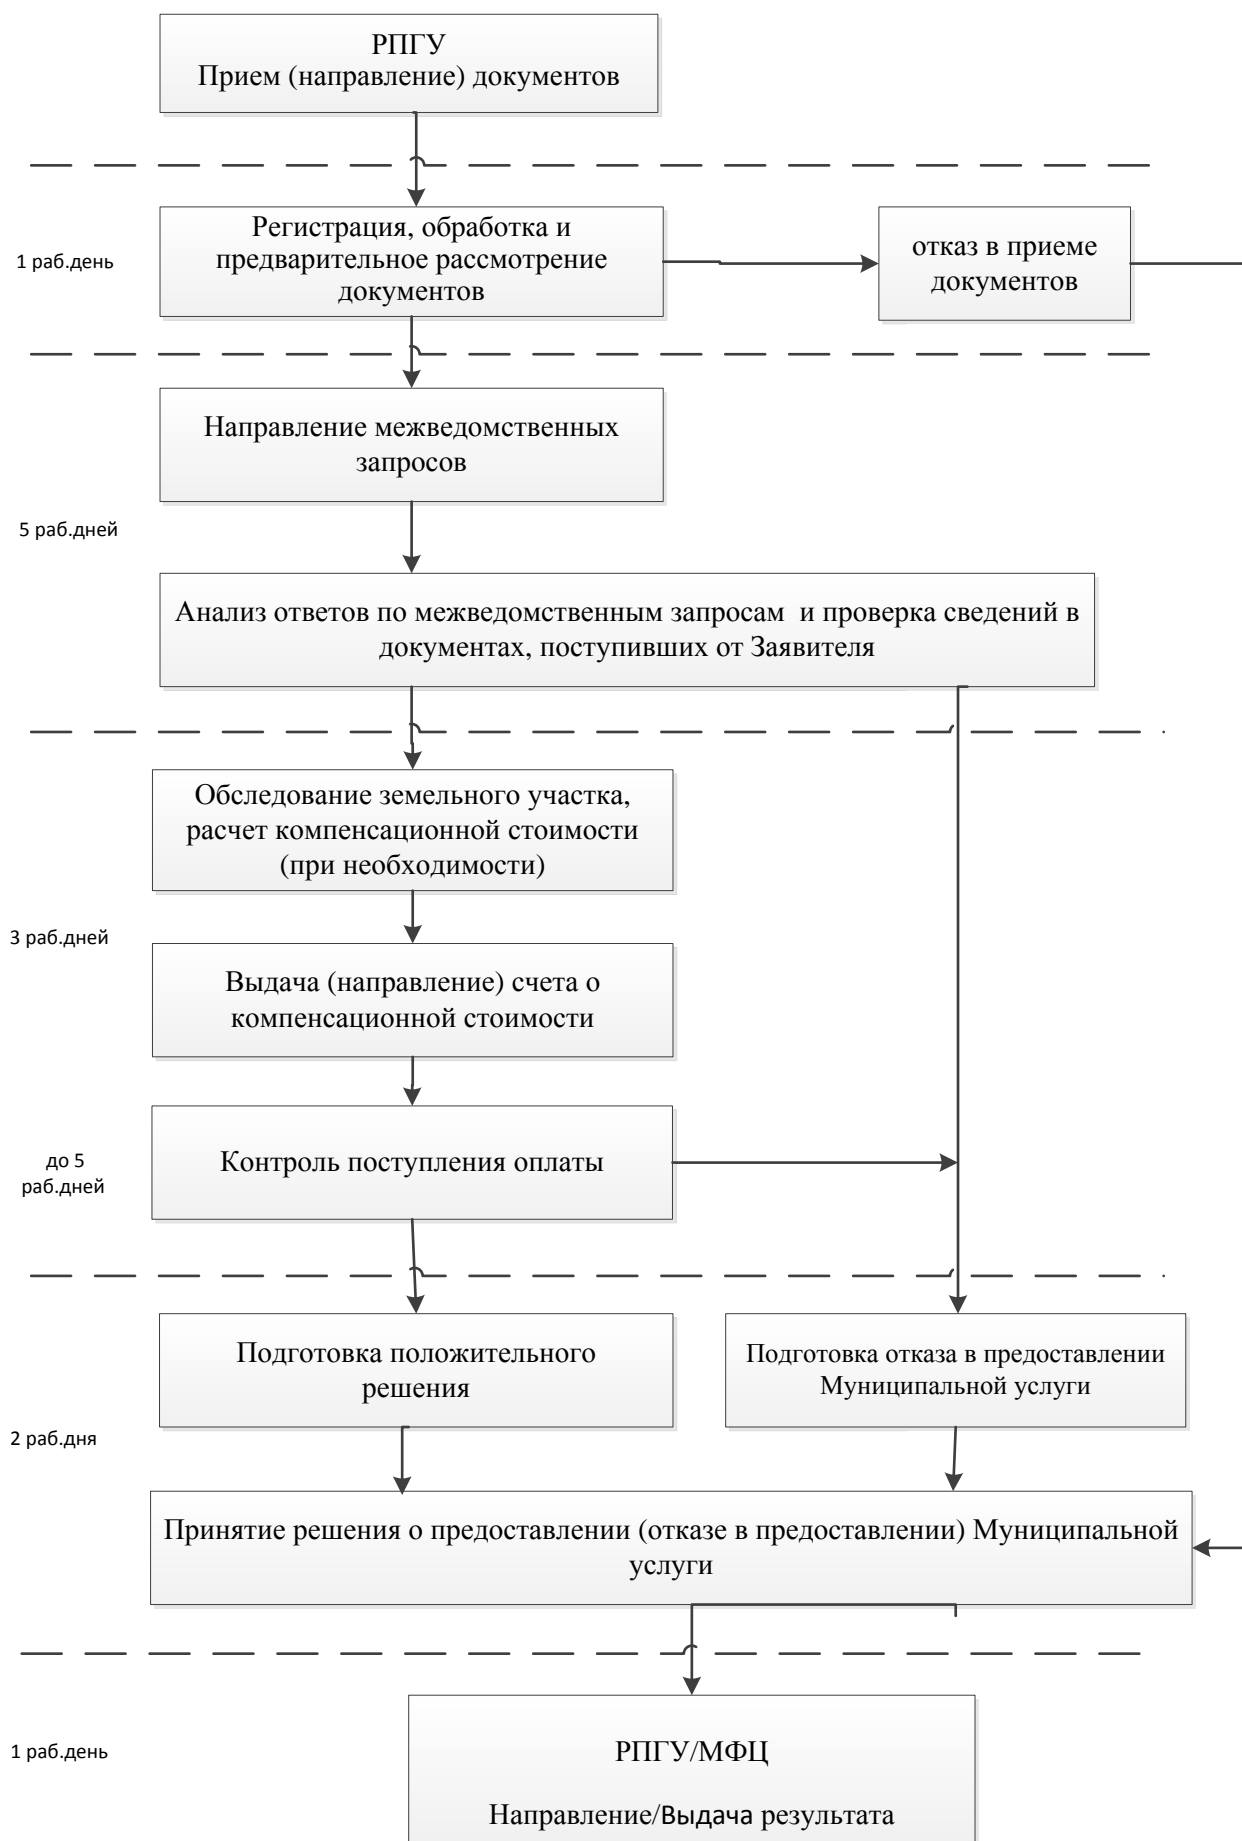 РПГУ
Прием (направление) документов
1 раб.день
Регистрация, обработка и
предварительное рассмотрение
документов
отказ в приеме
документов
Направление межведомственных
запросов
5 раб.дней
Анализ ответов по межведомственным запросам  и проверка сведений в
документах, поступивших от Заявителя
Обследование земельного участка,
расчет компенсационной стоимости
(при необходимости)
3 раб.дней
Выдача (направление) счета о
компенсационной стоимости
до 5
раб.дней
Контроль поступления оплаты
Подготовка положительного
решения
Подготовка отказа в предоставлении
Муниципальной услуги
2 раб.дня
Принятие решения о предоставлении (отказе в предоставлении) Муниципальной
услуги
1 раб.день
РПГУ/МФЦ
Направление/Выдача результата